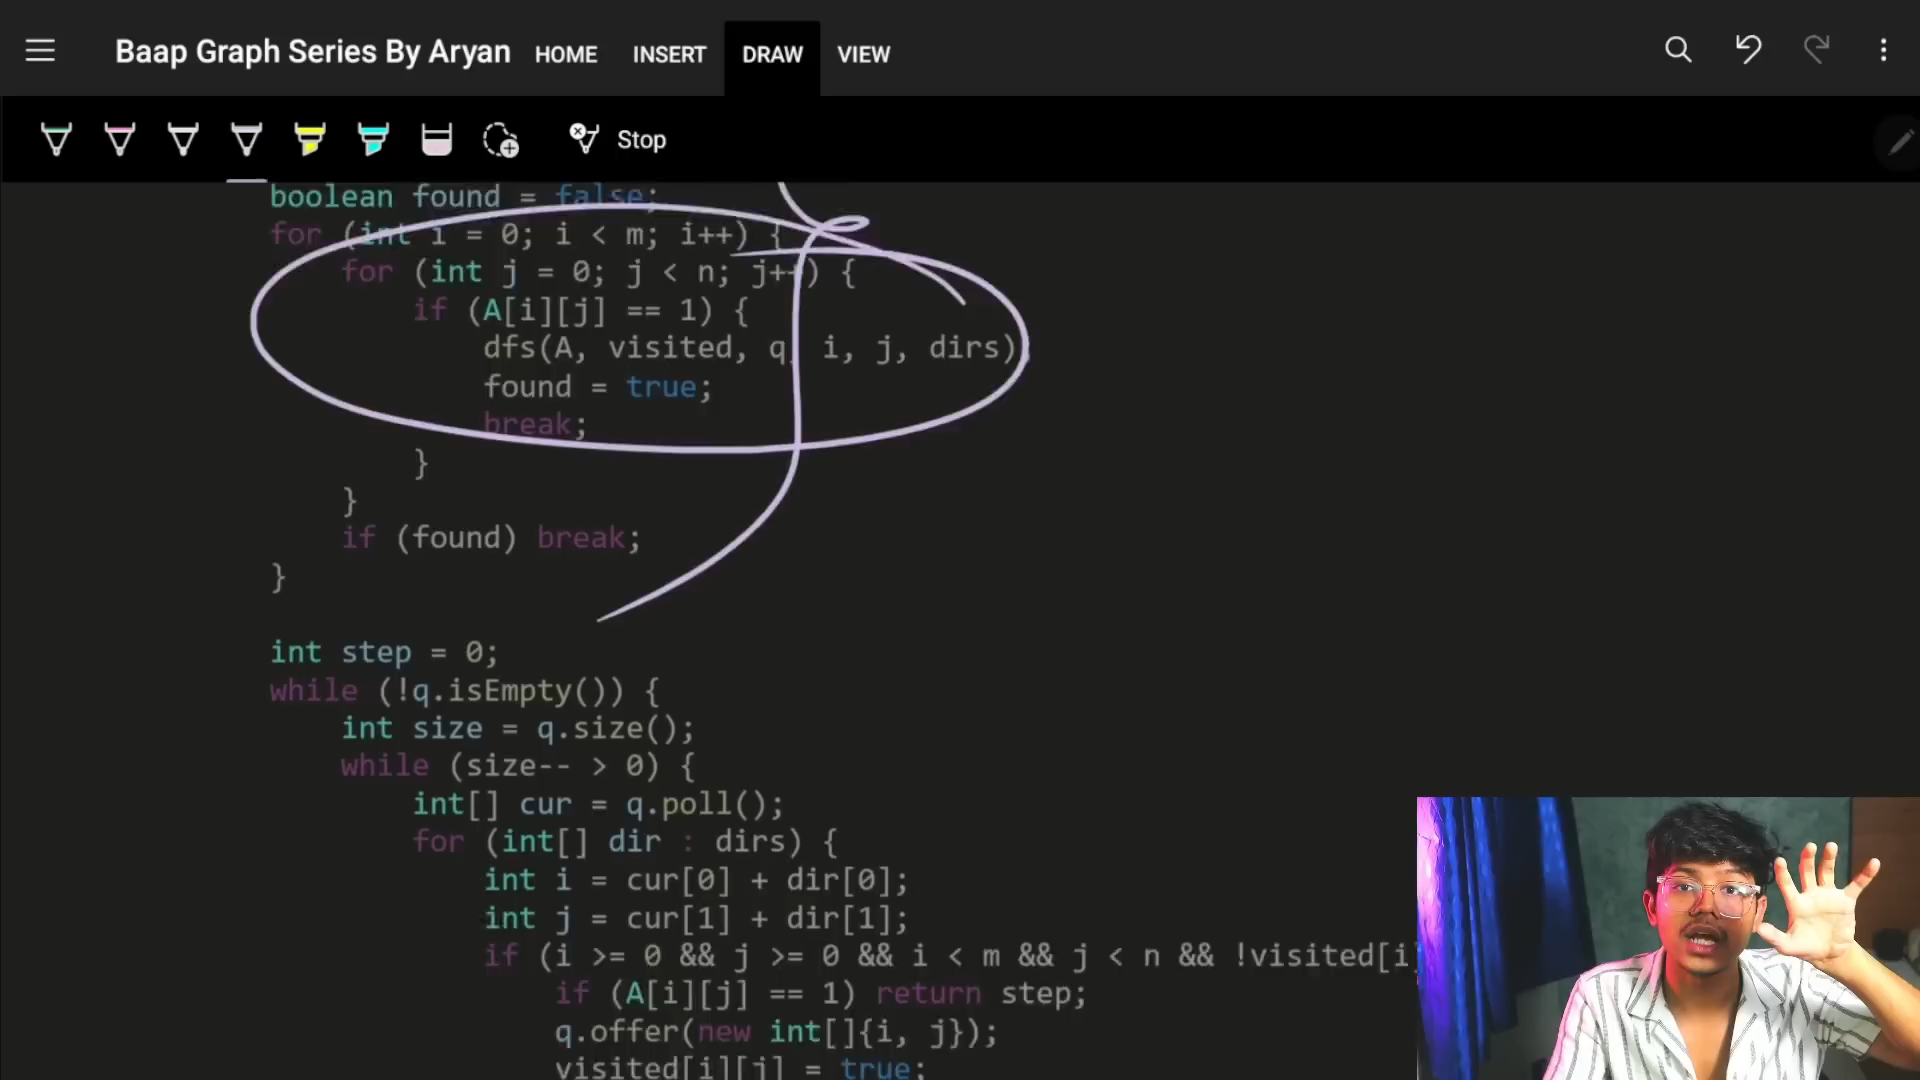 Baap Graph Series By Aryan HOME INSERT DRAW VIEW
Stop
boolean found = false;
for (int i = 0; i < m; i++) {
for (int j = 0; j < n; j++) {
if (A[i][j] == 1) {
dfs(A, visited, q, i, j, dirs)
found = true;
break;
}
}
if (found) break;
}
int step = 0;
while (!q.isEmpty()) {
int size = q.size();
while (size-- > 0) {
int[] cur = q.poll();
for (int[] dir : dirs) {
int i = cur[0] + dir[0];
int j = cur[1] + dir[1];
if (i >= 0 && j >= 0 && i < m && j < n && !visited[i]
if (A[i][j] == 1) return step;
q.offer(new int[]{i, j});
visited[i][j] = true;